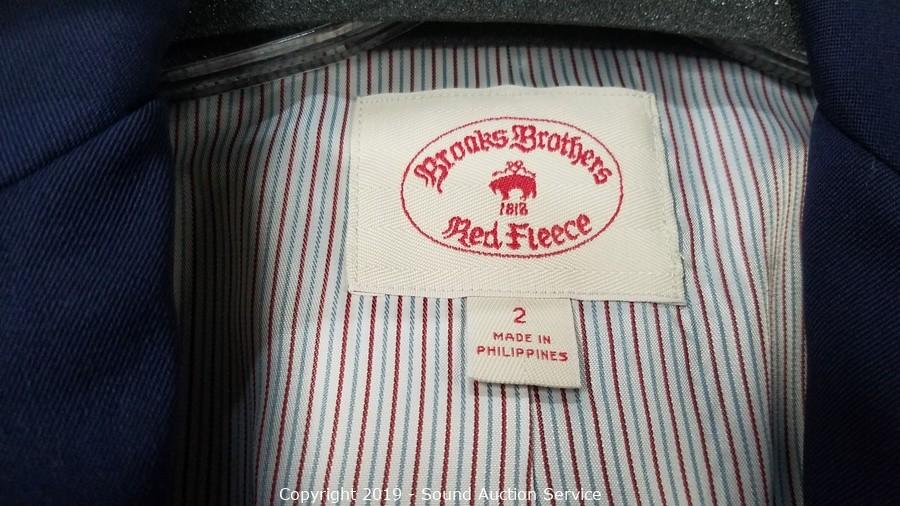 Brooks Brothers
1818
Red Fleece
2
MADE IN
PHILIPPINES
Copyright 2019 - Sound Auction Service